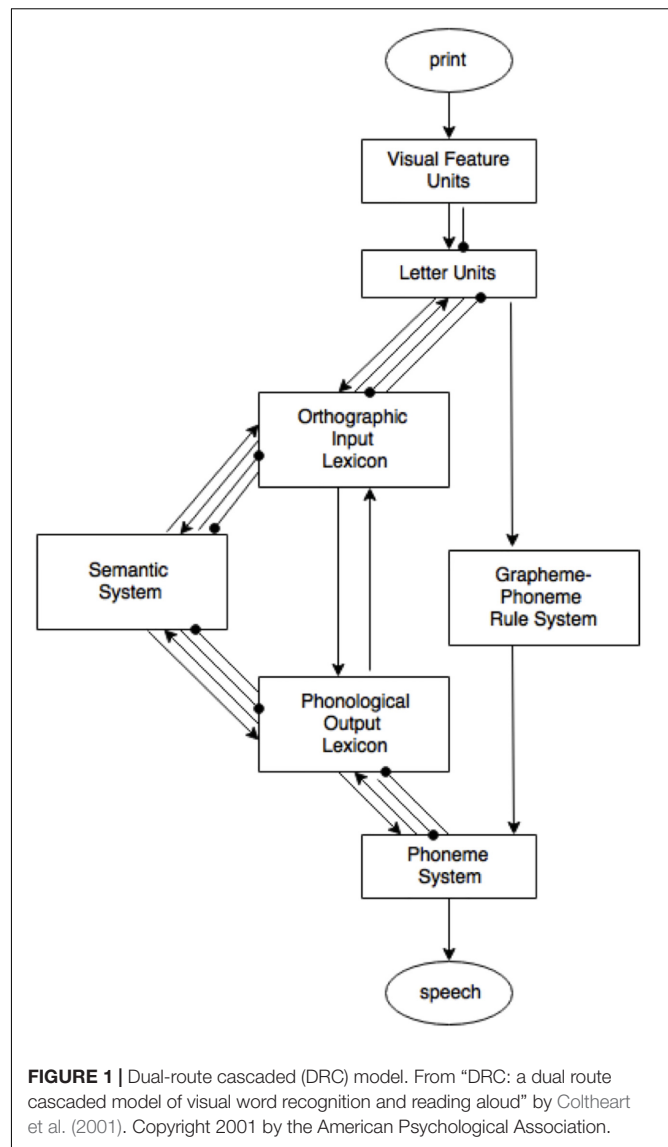 print
Visual Feature
Units
Letter Units
Orthographic
Input
Lexicon
Semantic
System
Grapheme-
Phoneme
Rule System
Phonological
Output
Lexicon
Phoneme
System
speech
FIGURE 1 | Dual-route cascaded (DRC) model. From “DRC: a dual route
cascaded model of visual word recognition and reading aloud” by Coltheart
et al. (2001). Copyright 2001 by the American Psychological Association.